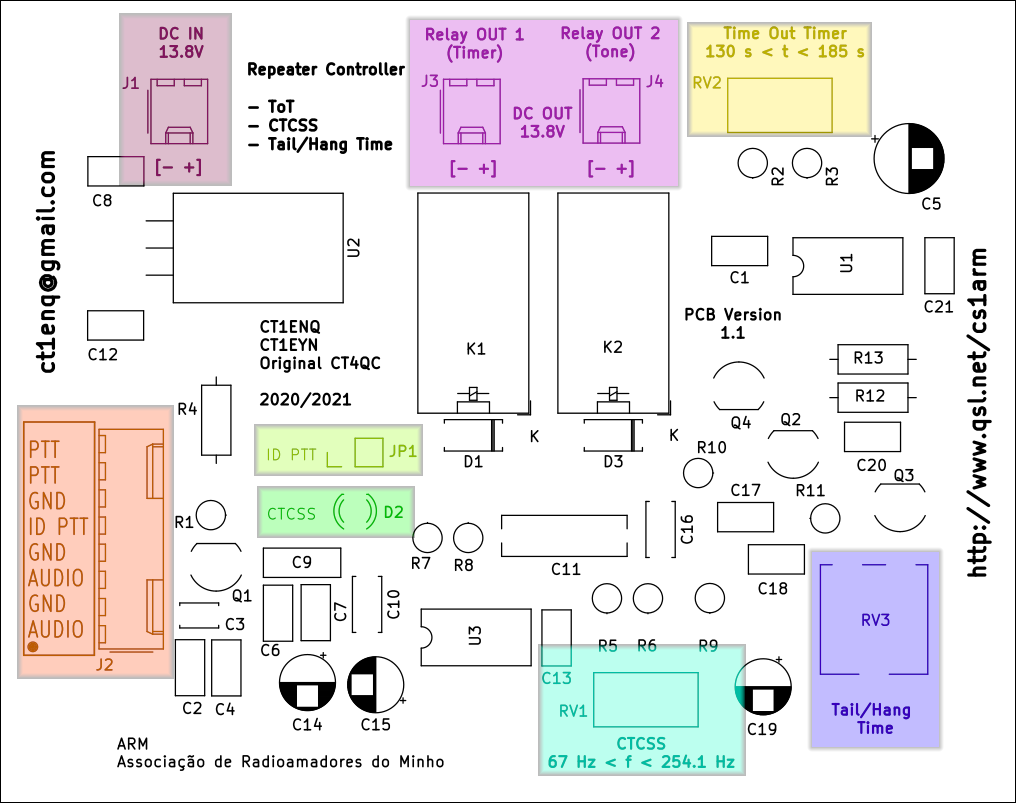 DC IN
13.8V
J1
[- +]
Repeater Controller
- ToT
- CTCSS
- Tail/Hang Time
Relay OUT 1
(Timer)
Relay OUT 2
(Tone)
J3
J4
DC OUT
13.8V
[- +]
[- +]
Time Out Timer
130 s < t < 185 s
RV2
+
R2
R3
C5
ct1enq@gmail.com
C8
U2
C1
U1
C21
http://www.qsl.net/cs1arm
C12
CT1ENQ
CT1EYN
Original CT4QC
2020/2021
K1
K2
PCB Version
1.1
R13
R12
R4
Q4
Q2
D1
K
D3
K
R10
C20
ID PTT
JP1
CTCSS
D2
PTT
PTT
GND
ID PTT
GND
AUDIO
GND
AUDIO
J2
R1
Q1
C3
C9
R7
R8
C11
C16
C17
R11
Q3
C18
C6
C7
C10
U3
C13
R5
R6
R9
RV3
Tail/Hang
Time
C2
C4
+
C14
+
C15
RV1
CTCSS
67 Hz < f < 254.1 Hz
+
C19
ARM
Associação de Radioamadores do Minho